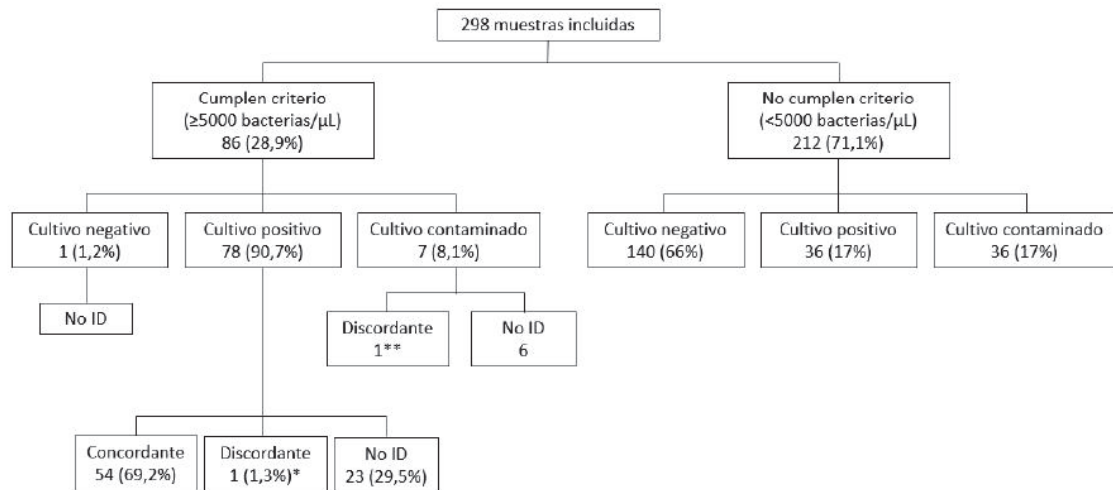 298 muestras incluidas
Cumplen criterio
(≥5000 bacterias/µL)
86 (28,9%)
No cumplen criterio
(<5000 bacterias/µL)
212 (71,1%)
Cultivo negativo
1 (1,2%)
Cultivo positivo
78 (90,7%)
Cultivo contaminado
7 (8,1%)
Cultivo negativo
140 (66%)
Cultivo positivo
36 (17%)
Cultivo contaminado
36 (17%)
No ID
Discordante
1**
No ID
6
Concordante
54 (69,2%)
Discordante
1 (1,3%)*
No ID
23 (29,5%)